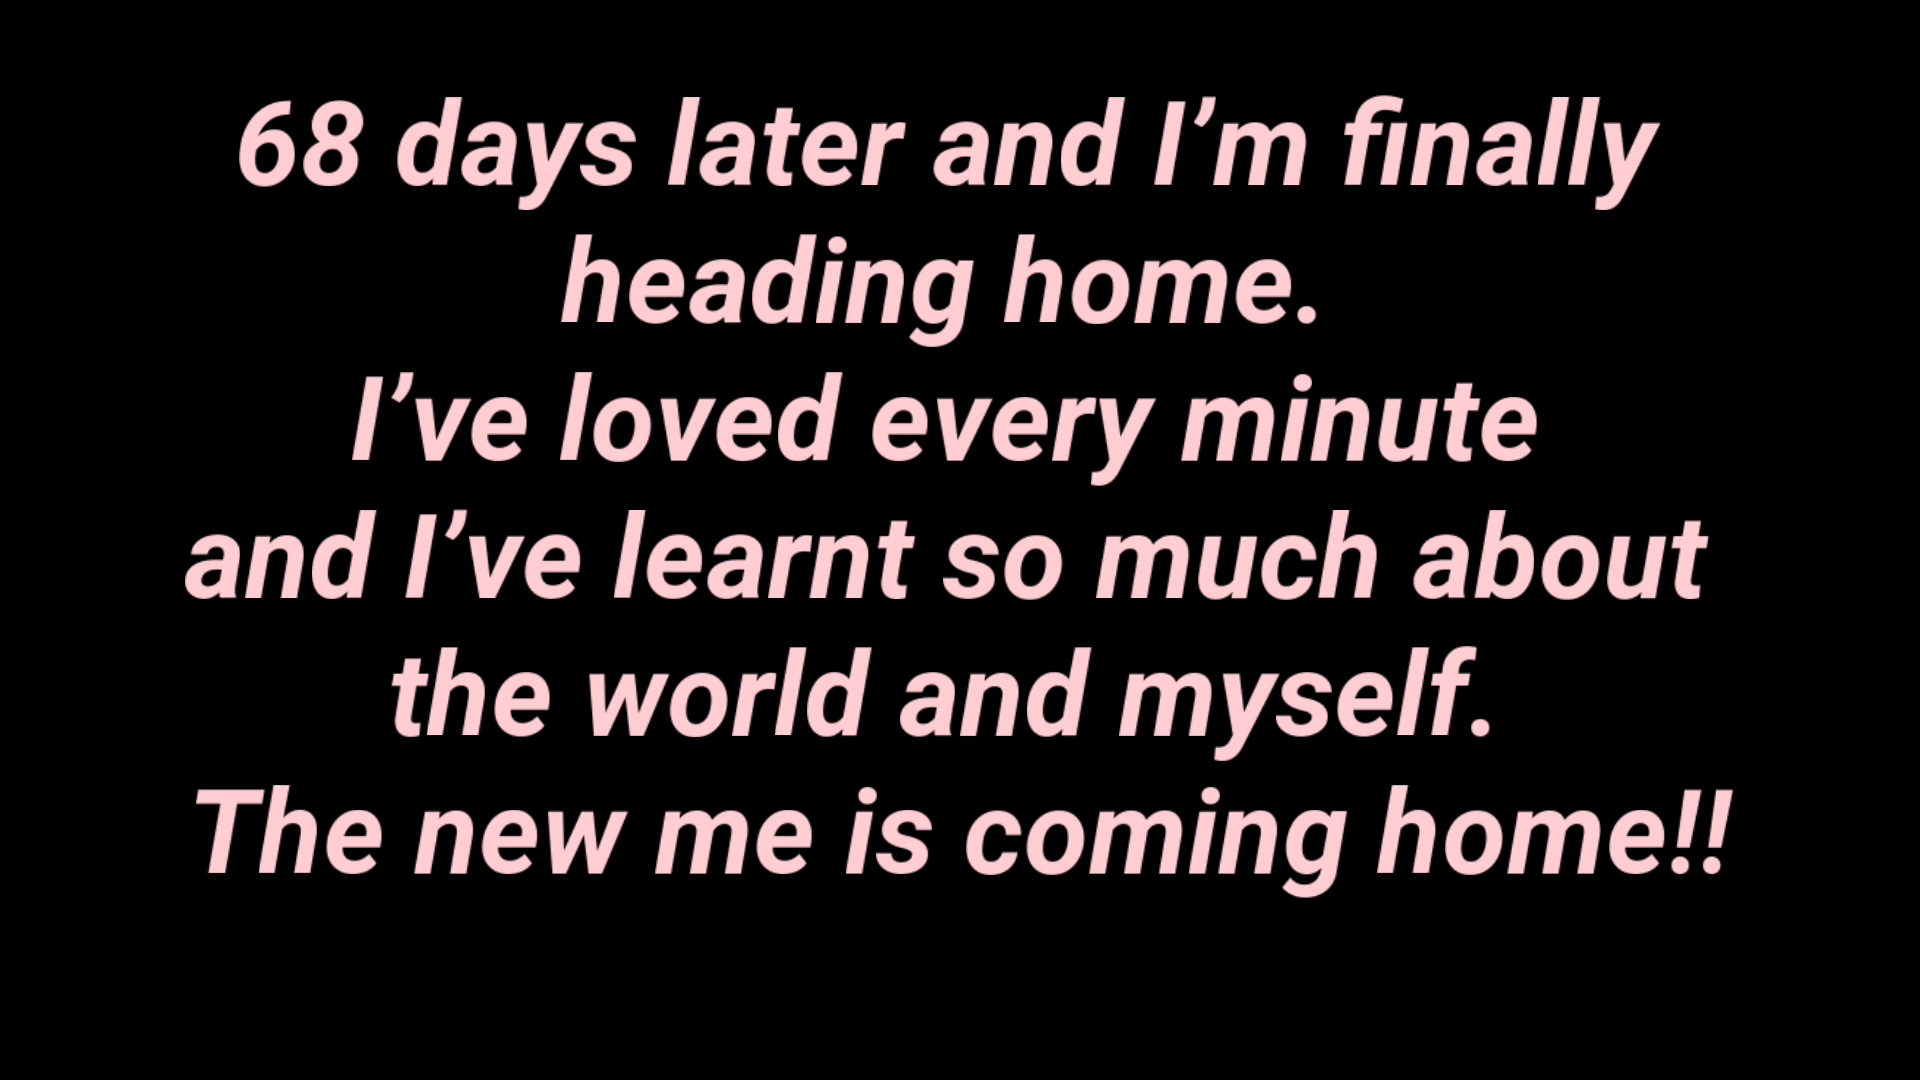 68 days later and I’m finally
heading home.
I’ve loved every minute
and I’ve learnt so much about
the world and myself.
The new me is coming home!!